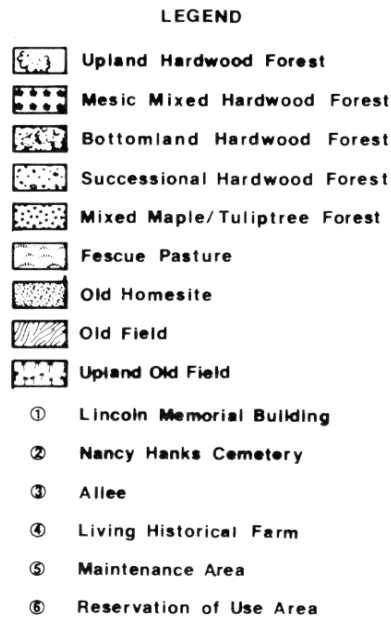 LEGEND
Upland Hardwood Forest
Mesic Mixed Hardwood Forest
Bottomland Hardwood Forest
Successional Hardwood Forest
Mixed Maple/Tuliptree Forest
Fescue Pasture
Old Homesite
Old Field
Upland Old Field
① Lincoln Memorial Building
② Nancy Hanks Cemetery
③ Allee
④ Living Historical Farm
⑤ Maintenance Area
⑥ Reservation of Use Area